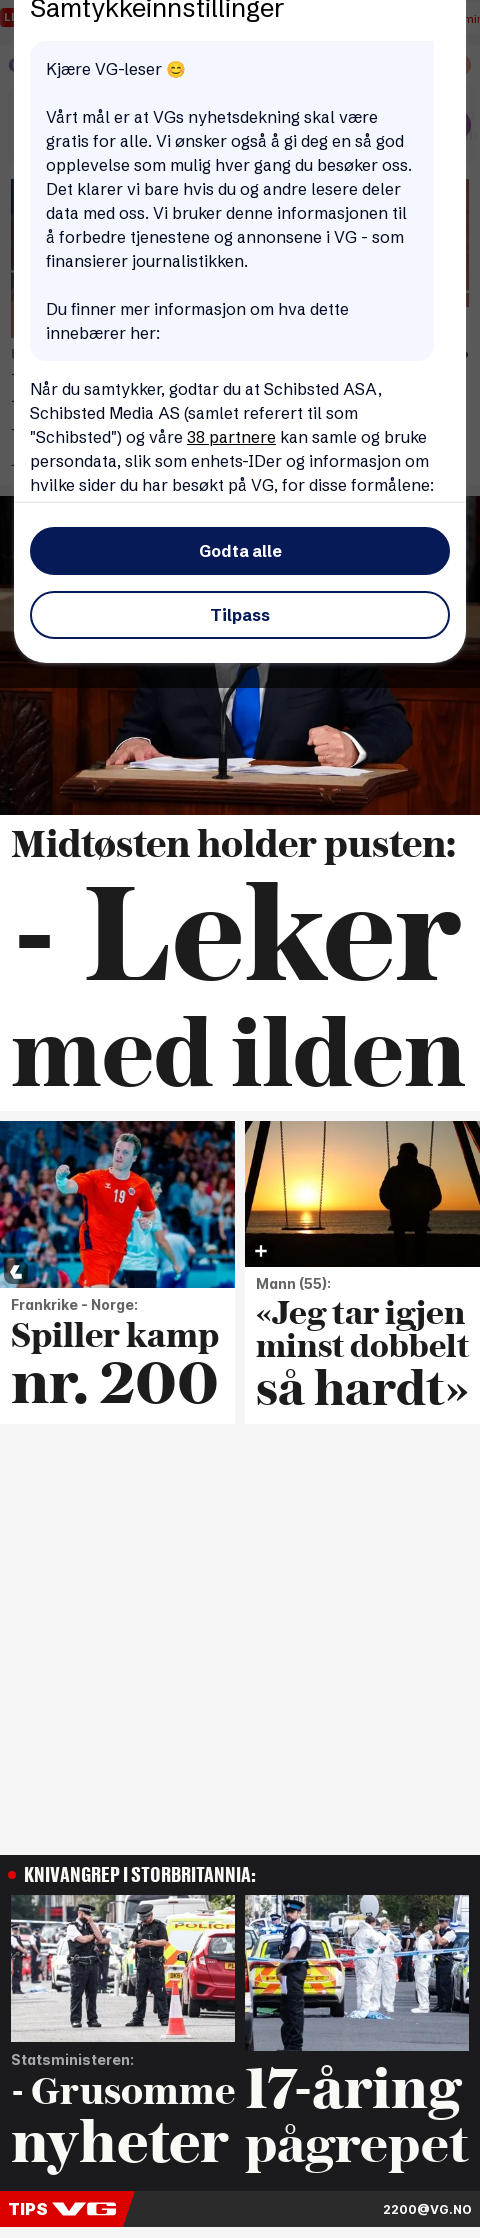 Samtykkeinnstillinger
Kjære VG-leser 😊
Vårt mål er at VGs nyhetsdekning skal være
gratis for alle. Vi ønsker også å gi deg en så god
opplevelse som mulig hver gang du besøker oss.
Det klarer vi bare hvis du og andre lesere deler
data med oss. Vi bruker denne informasjonen til
å forbedre tjenestene og annonsene i VG - som
finansierer journalistikken.
Du finner mer informasjon om hva dette
innebærer her:
Når du samtykker, godtar du at Schibsted ASA,
Schibsted Media AS (samlet referert til som
"Schibsted") og våre 38 partnere kan samle og bruke
persondata, slik som enhets-IDer og informasjon om
hvilke sider du har besøkt på VG, for disse formålene:
Godta alle
Tilpass
Midtøsten holder pusten:
- Leker
med ilden
Frankrike - Norge:
Spiller kamp
nr. 200
Mann (55):
«Jeg tar igjen
minst dobbelt
så hardt»
KNIVANGREP I STORBRITANNIA:
Statsministeren:
- Grusomme
nyheter
17-åring
pågrepet
TIPS VG
2200@VG.NO